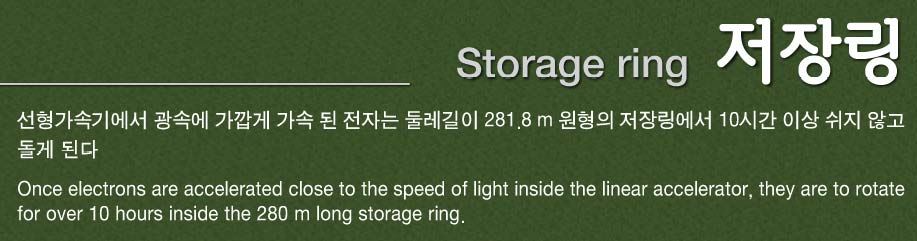 Storage ring 저장링
선형가속기에서 광속에 가깝게 가속 된 전자는 둘레길이 281.8 m 원형의 저장링에서 10시간 이상 쉬지 않고
돌게 된다
Once electrons are accelerated close to the speed of light inside the linear accelerator, they are to rotate
for over 10 hours inside the 280 m long storage ring.